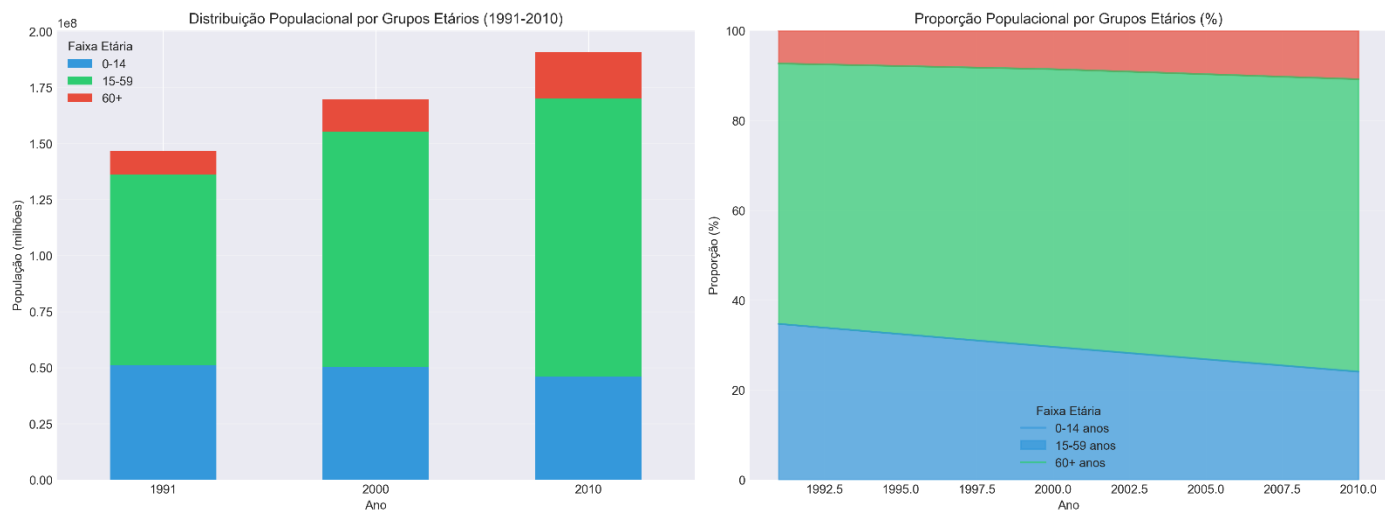 Distribuição Populacional por Grupos Etários (1991-2010)
1e8
2.00
1.75
1.50
1.25
1.00
0.75
0.50
0.25
0.00
População (milhões)
Faixa Etária
0-14
15-59
60+
1991 2000 2010
Ano
Proporção Populacional por Grupos Etários (%)
100
80
60
40
20
0
Proporção (%)
Faixa Etária
0-14 anos
15-59 anos
60+ anos
1992.5 1995.0 1997.5 2000.0 2002.5 2005.0 2007.5 2010.0
Ano